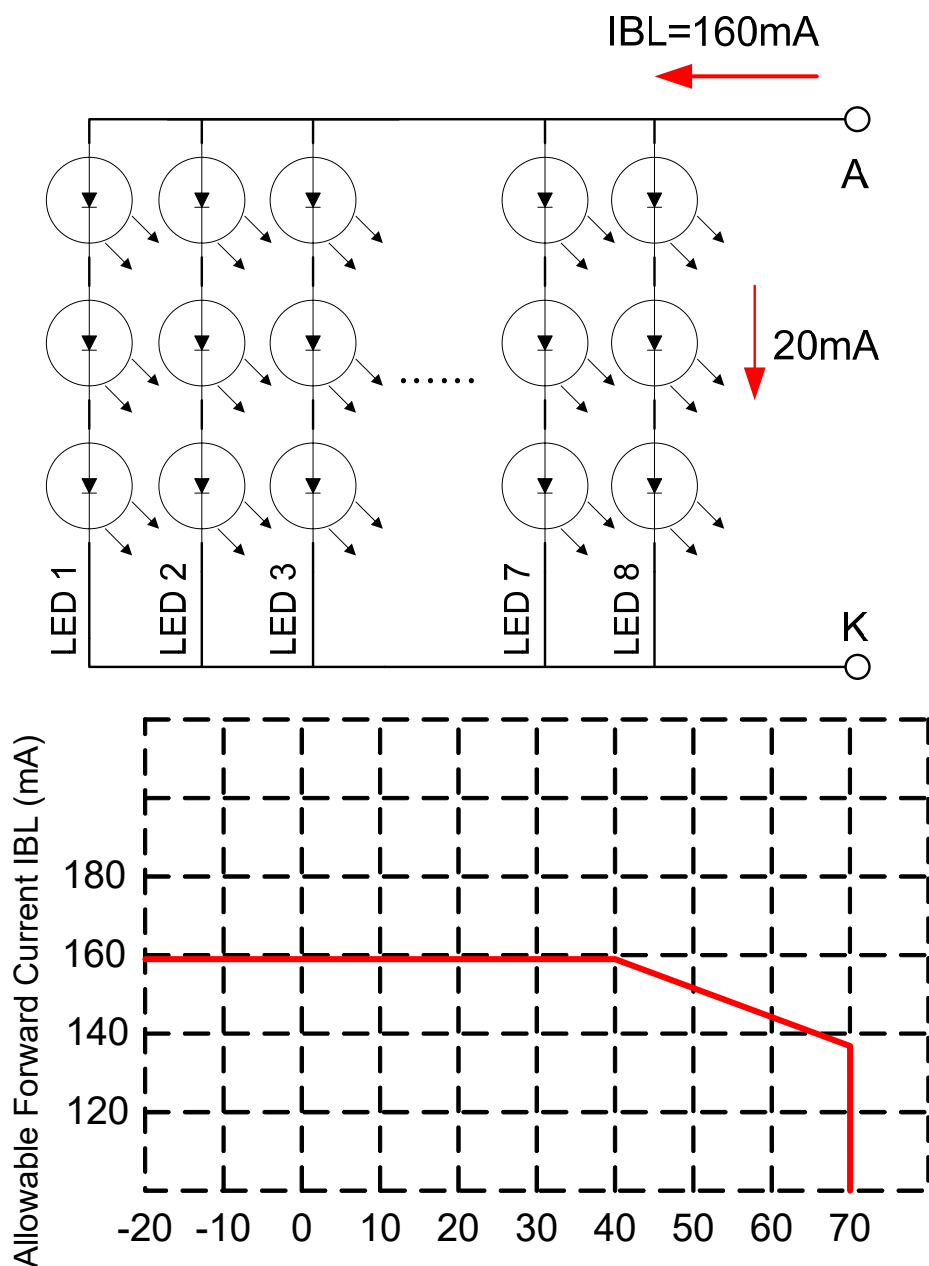 IBL=160mA
A
20mA
LED 1
LED 2
LED 3
......
LED 7
LED 8
K
Allowable Forward Current IBL (mA)
180
160
140
120
-20 -10 0 10 20 30 40 50 60 70